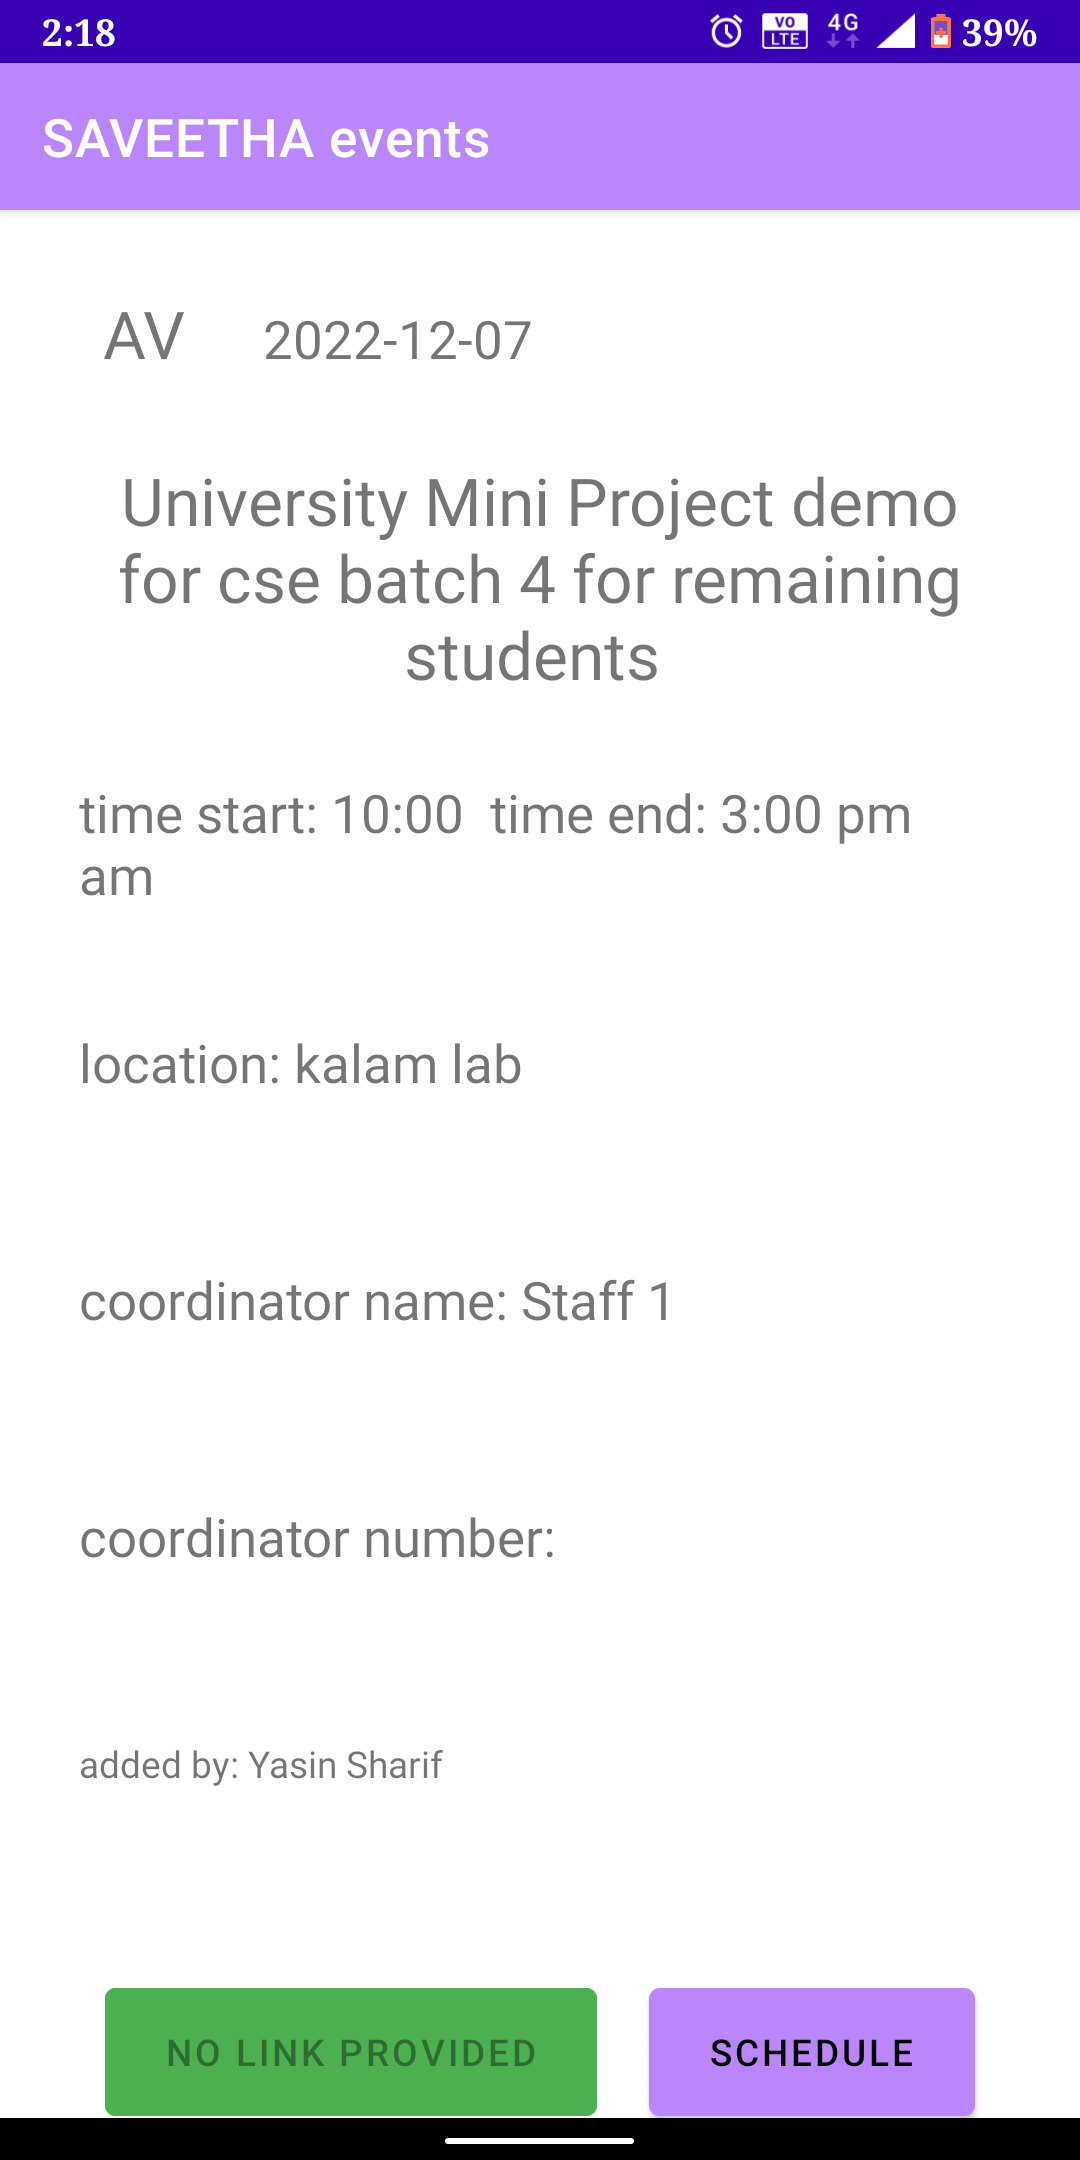 2:18 VO LTE 4G 39%
SAVEETHA events
AV 2022-12-07
University Mini Project demo
for cse batch 4 for remaining
students
time start: 10:00 time end: 3:00 pm
am
location: kalam lab
coordinator name: Staff 1
coordinator number:
added by: Yasin Sharif
NO LINK PROVIDED SCHEDULE